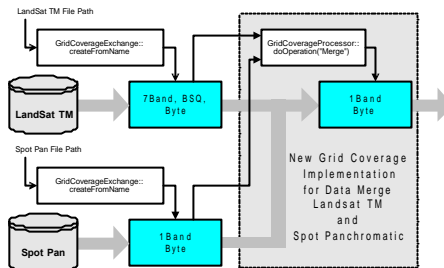 LandSat TM File Path
GridCoverageExchange::
createFromName
GridCoverageProcessor::
doOperation("Merge")
LandSat TM
7Band, BSQ,
Byte
1Band
Byte
Spot Pan File Path
GridCoverageExchange::
createFromName
Spot Pan
1Band
Byte
New Grid Coverage
Implementation
for Data Merge
Landsat TM
and
Spot Panchromatic